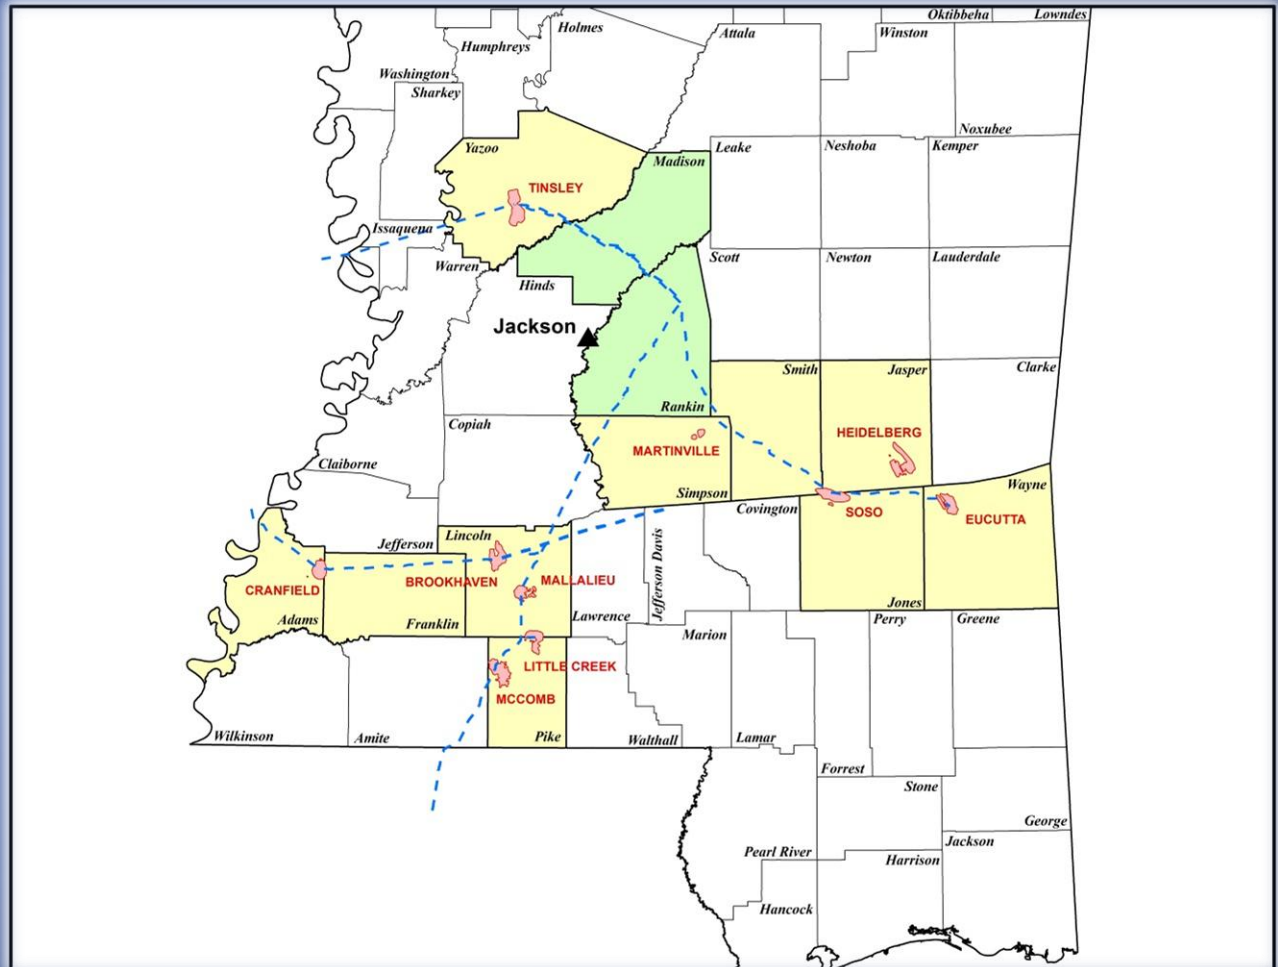 Oktibbeha
Lowndes
Holmes
Attala
Winston
Humphreys
Washington
Sharkey
Noxubee
Yazoo
Madison
Leake
Neshoba
Kemper
TINSLEY
Issaquena
Warren
Scott
Newton
Lauderdale
Hinds
Jackson
Smith
Jasper
Clarke
Rankin
Copiah
HEIDELBERG
MARTINVILLE
Claiborne
Simpson
Wayne
Covington
SOSO
EUCUTTA
Lincoln
Jefferson
Jefferson Davis
BROOKHAVEN
MALLALIEU
CRANFIELD
Adams
Franklin
Lawrence
Jones
Perry
Greene
Marion
LITTLE CREEK
MCCOMB
Wilkinson
Amite
Pike
Walthall
Lamar
Forrest
Stone
George
Jackson
Pearl River
Harrison
Hancock